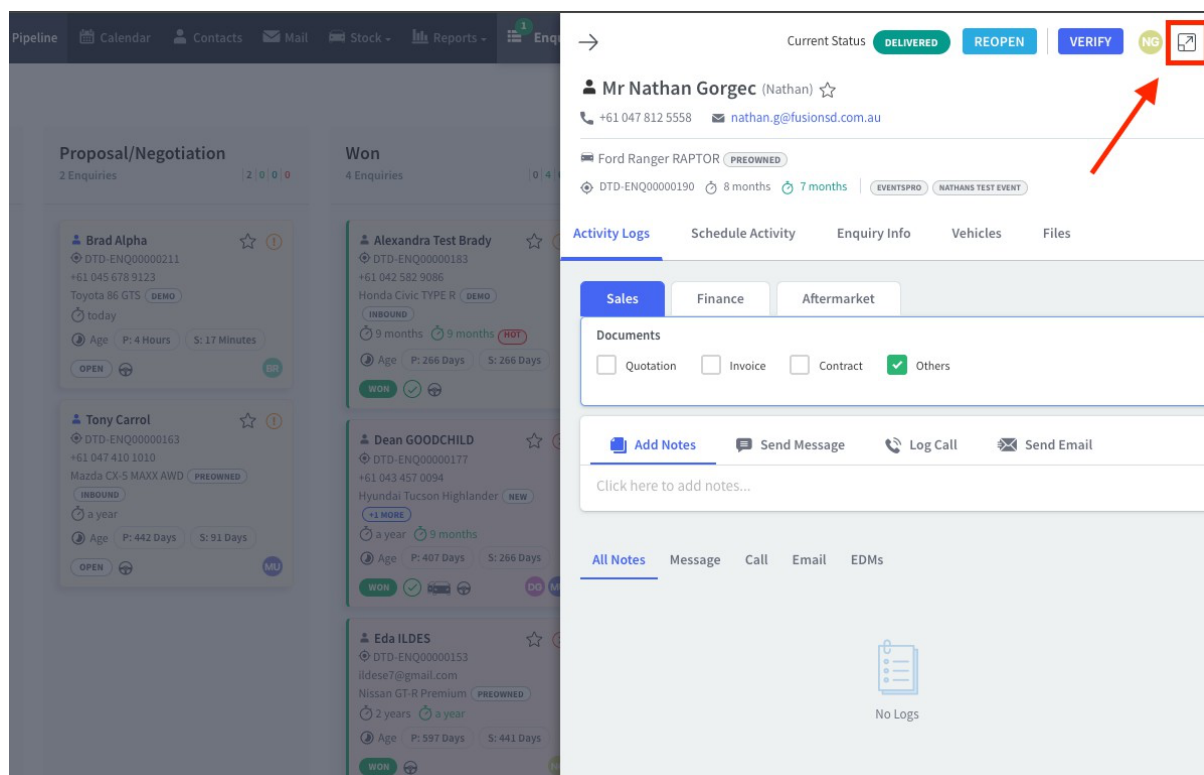 Pipeline Calendar Contacts Mail Stock Reports 1 Enqu
Proposal/Negotiation
2 Enquiries 2 | 0 | 0 | 0
Brad Alpha
DTD-ENQ00000211
+61 045 678 9123
Toyota 86 GTS DEMO
today
Age P: 4 Hours S: 17 Minutes
OPEN BR
Tony Carrol
DTD-ENQ00000163
+61 047 410 1010
Mazda CX-5 MAXX AWD PREOWNED
INBOUND
a year
Age P: 442 Days S: 91 Days
OPEN MU
Won
4 Enquiries 0 | 4 |
Alexandra Test Brady
DTD-ENQ00000183
+61 042 582 9086
Honda Civic TYPE R DEMO
INBOUND
9 months 9 months HOT
Age P: 266 Days S: 266 Days
WON
Dean GOODCHILD
DTD-ENQ00000177
+61 043 457 0094
Hyundai Tucson Highlander NEW
+1 MORE
a year 9 months
Age P: 407 Days S: 266 Days
WON DG M
Eda ILDES
DTD-ENQ00000153
ildese7@gmail.com
Nissan GT-R Premium PREOWNED
2 years a year
Age P: 597 Days S: 441 Days
WON
Current Status DELIVERED REOPEN VERIFY NG
Mr Nathan Gorgec (Nathan)
+61 047 812 5558 nathan.g@fusionsd.com.au
Ford Ranger RAPTOR PREOWNED
DTD-ENQ00000190 8 months 7 months EVENTSPRO NATHANS TEST EVENT
Activity Logs Schedule Activity Enquiry Info Vehicles Files
Sales Finance Aftermarket
Documents
Quotation Invoice Contract Others
Add Notes Send Message Log Call Send Email
Click here to add notes...
All Notes Message Call Email EDMs
No Logs